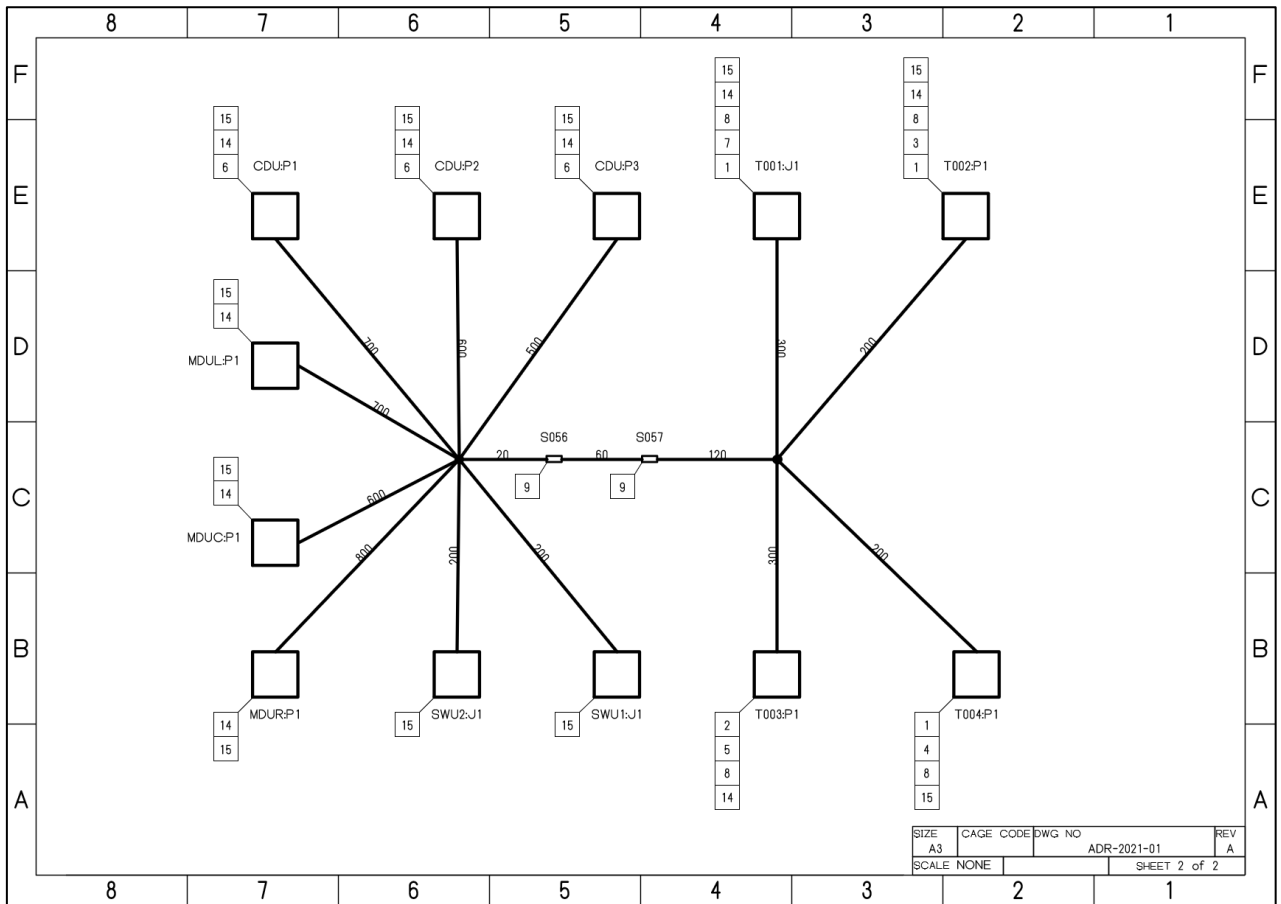 8 7 6 5 4 3 2 1
F
F
15
14
8
7
1
T001:J1
15
14
8
3
1
T002:P1
15
14
6
CDU:P1
15
14
6
CDU:P2
15
14
6
CDU:P3
E
E
15
14
MDUL:P1
D
D
700
600
500
300
200
700
S056
S057
20
60
120
9
9
15
14
MDUC:P1
C
C
600
800
200
200
300
200
B
B
MDUR:P1
14
15
SWU2:J1
15
SWU1:J1
15
T003:P1
2
5
8
14
T004:P1
1
4
8
15
A
A
SIZE CAGE CODE DWG NO REV
A3 ADR-2021-01 A
SCALE NONE SHEET 2 of 2
8 7 6 5 4 3 2 1